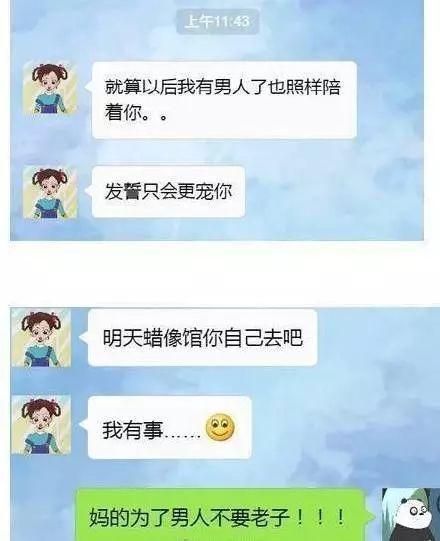 上午11:43
就算以后我有男人了也照样陪
着你。。
发誓只会更宠你
明天蜡像馆你自己去吧
我有事......
妈的为了男人不要老子！！！